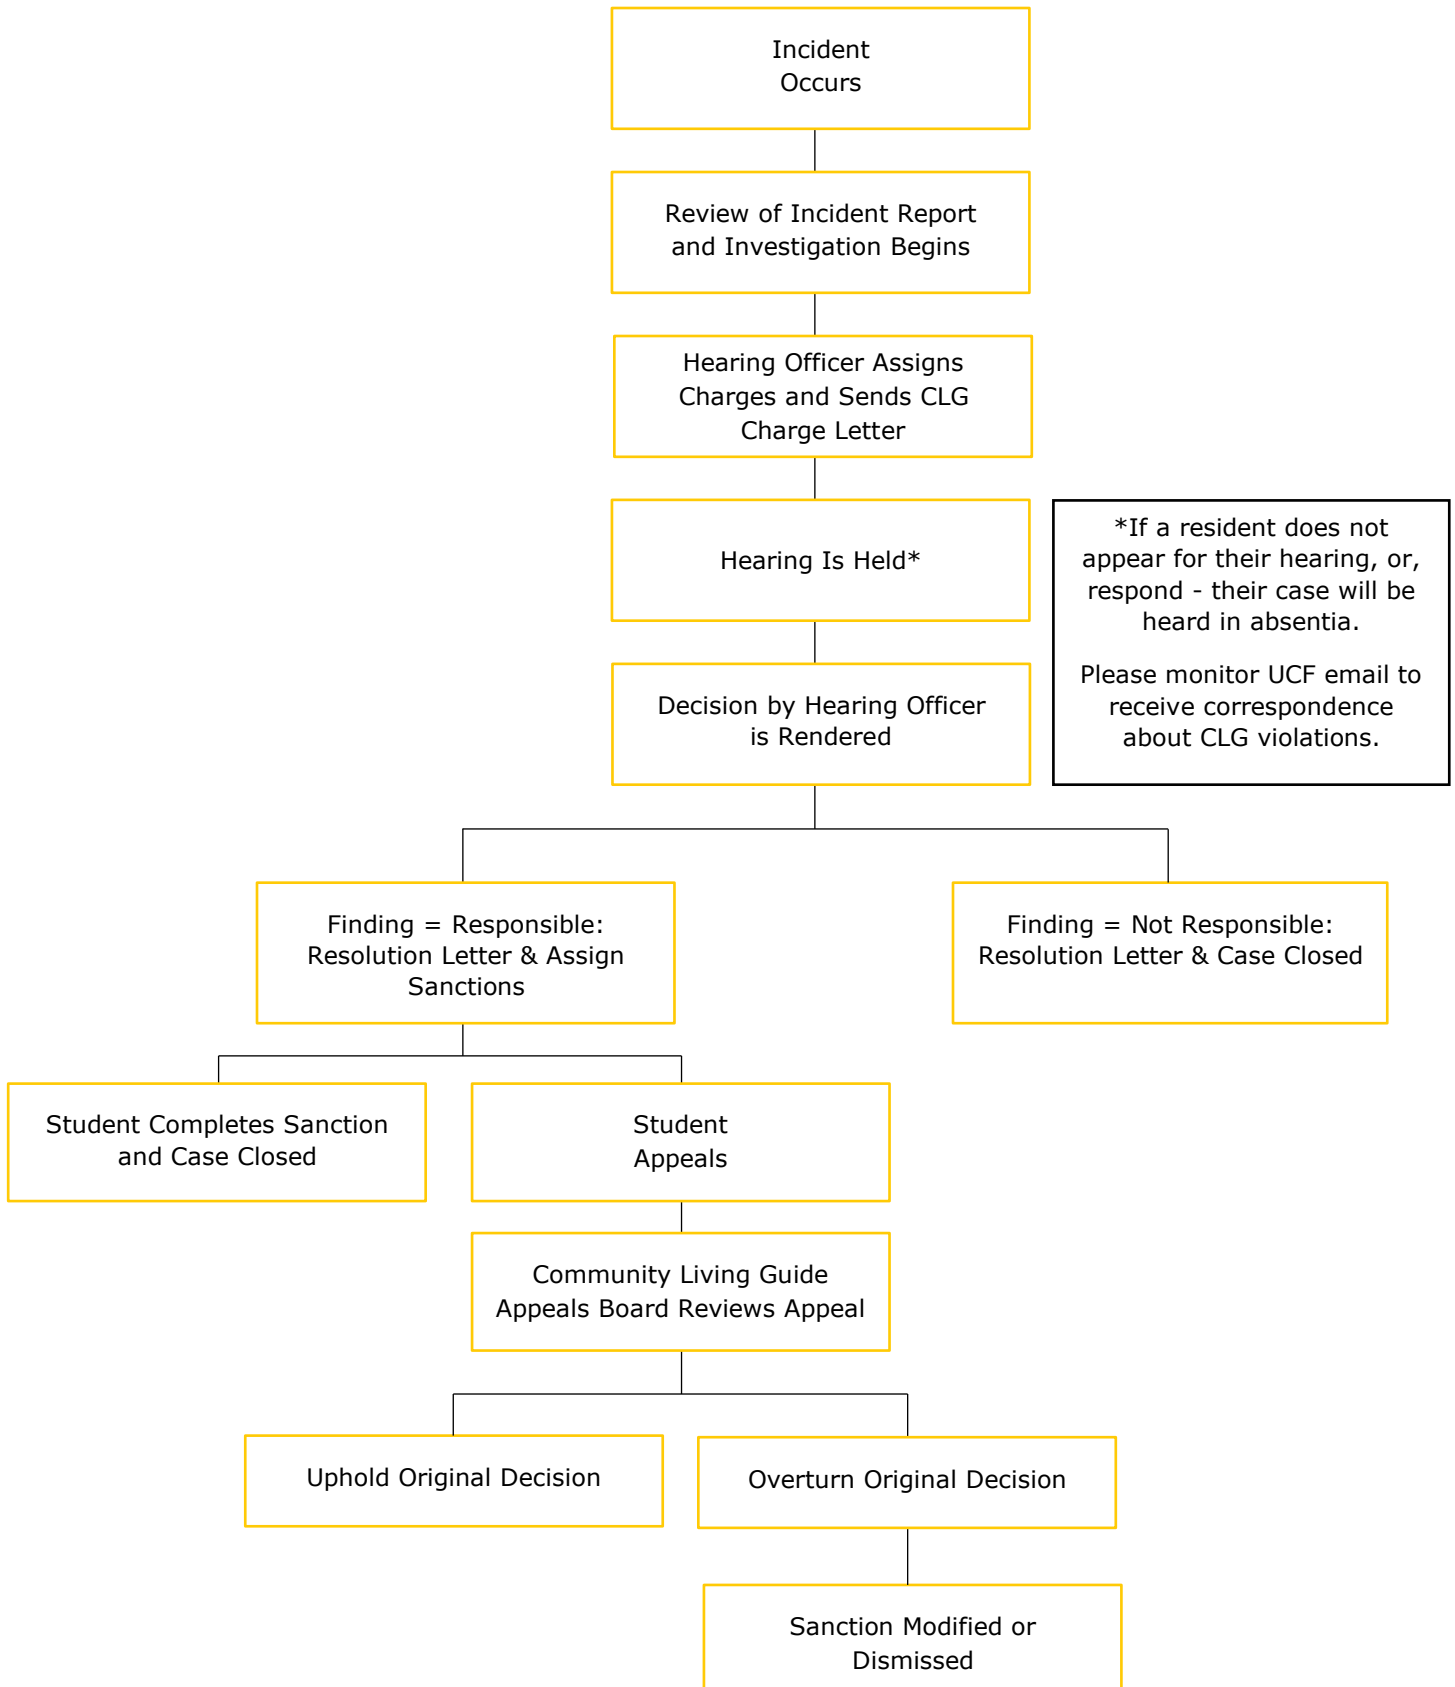 Incident
Occurs
Review of Incident Report
and Investigation Begins
Hearing Officer Assigns
Charges and Sends CLG
Charge Letter
Hearing Is Held*
*If a resident does not
appear for their hearing, or,
respond - their case will be
heard in absentia.
Please monitor UCF email to
receive correspondence
about CLG violations.
Decision by Hearing Officer
is Rendered
Finding = Responsible:
Resolution Letter & Assign
Sanctions
Finding = Not Responsible:
Resolution Letter & Case Closed
Student Completes Sanction
and Case Closed
Student
Appeals
Community Living Guide
Appeals Board Reviews Appeal
Uphold Original Decision
Overturn Original Decision
Sanction Modified or
Dismissed